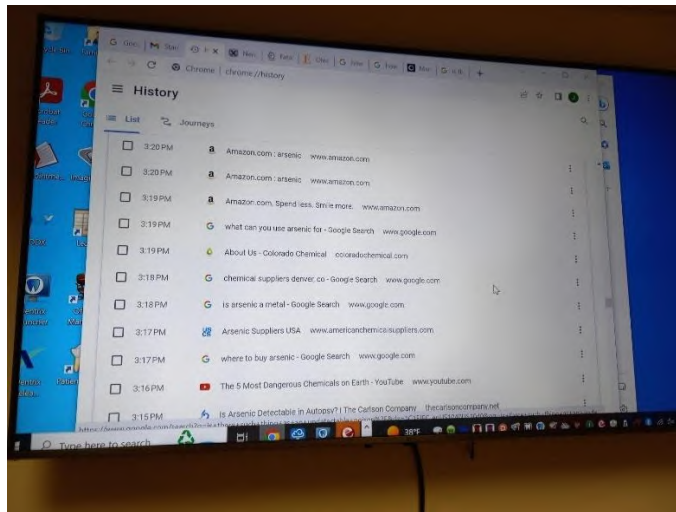 chrome://history
Chrome
History
List
Journeys
3:20 PM Amazon.com : arsenic www.amazon.com
3:20 PM Amazon.com : arsenic www.amazon.com
3:19 PM Amazon.com. Spend less. Smile more. www.amazon.com
3:19 PM what can you use arsenic for - Google Search www.google.com
3:19 PM About Us - Colorado Chemical coloradochemical.com
3:18 PM chemical suppliers denver co - Google Search www.google.com
3:18 PM is arsenic a metal - Google Search www.google.com
3:17 PM Arsenic Suppliers USA www.americanchemicalsuppliers.com
3:17 PM where to buy arsenic - Google Search www.google.com
3:16 PM The 5 Most Dangerous Chemicals on Earth - YouTube www.youtube.com
3:15 PM Is Arsenic Detectable in Autopsy? | The Carlson Company thecarlsoncompany.net
Type here to search
38°F